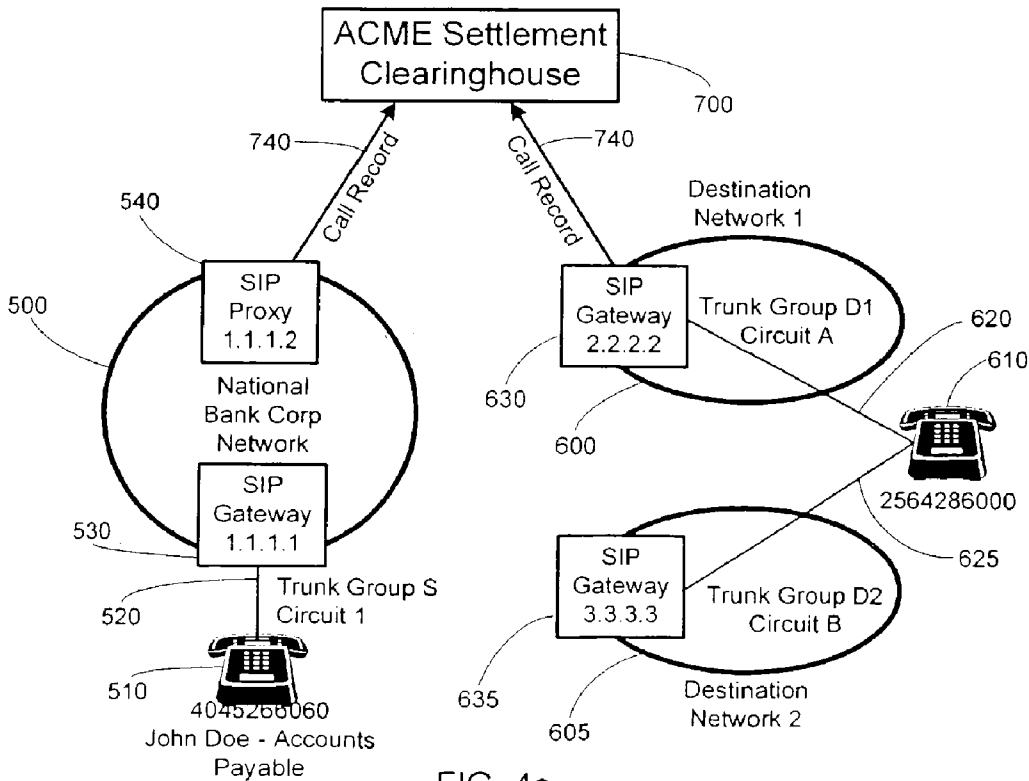 ACME Settlement
Clearinghouse
700
740
Call Record
740
Call Record
540
500
SIP
Proxy
1.1.1.2
National
Bank Corp
Network
SIP
Gateway
1.1.1.1
530
520
Trunk Group S
Circuit 1
510
4045266060
John Doe - Accounts
Payable
Destination
Network 1
SIP
Gateway
2.2.2.2
Trunk Group D1
Circuit A
620
610
630
600
2564286000
625
SIP
Gateway
3.3.3.3
Trunk Group D2
Circuit B
635
605
Destination
Network 2